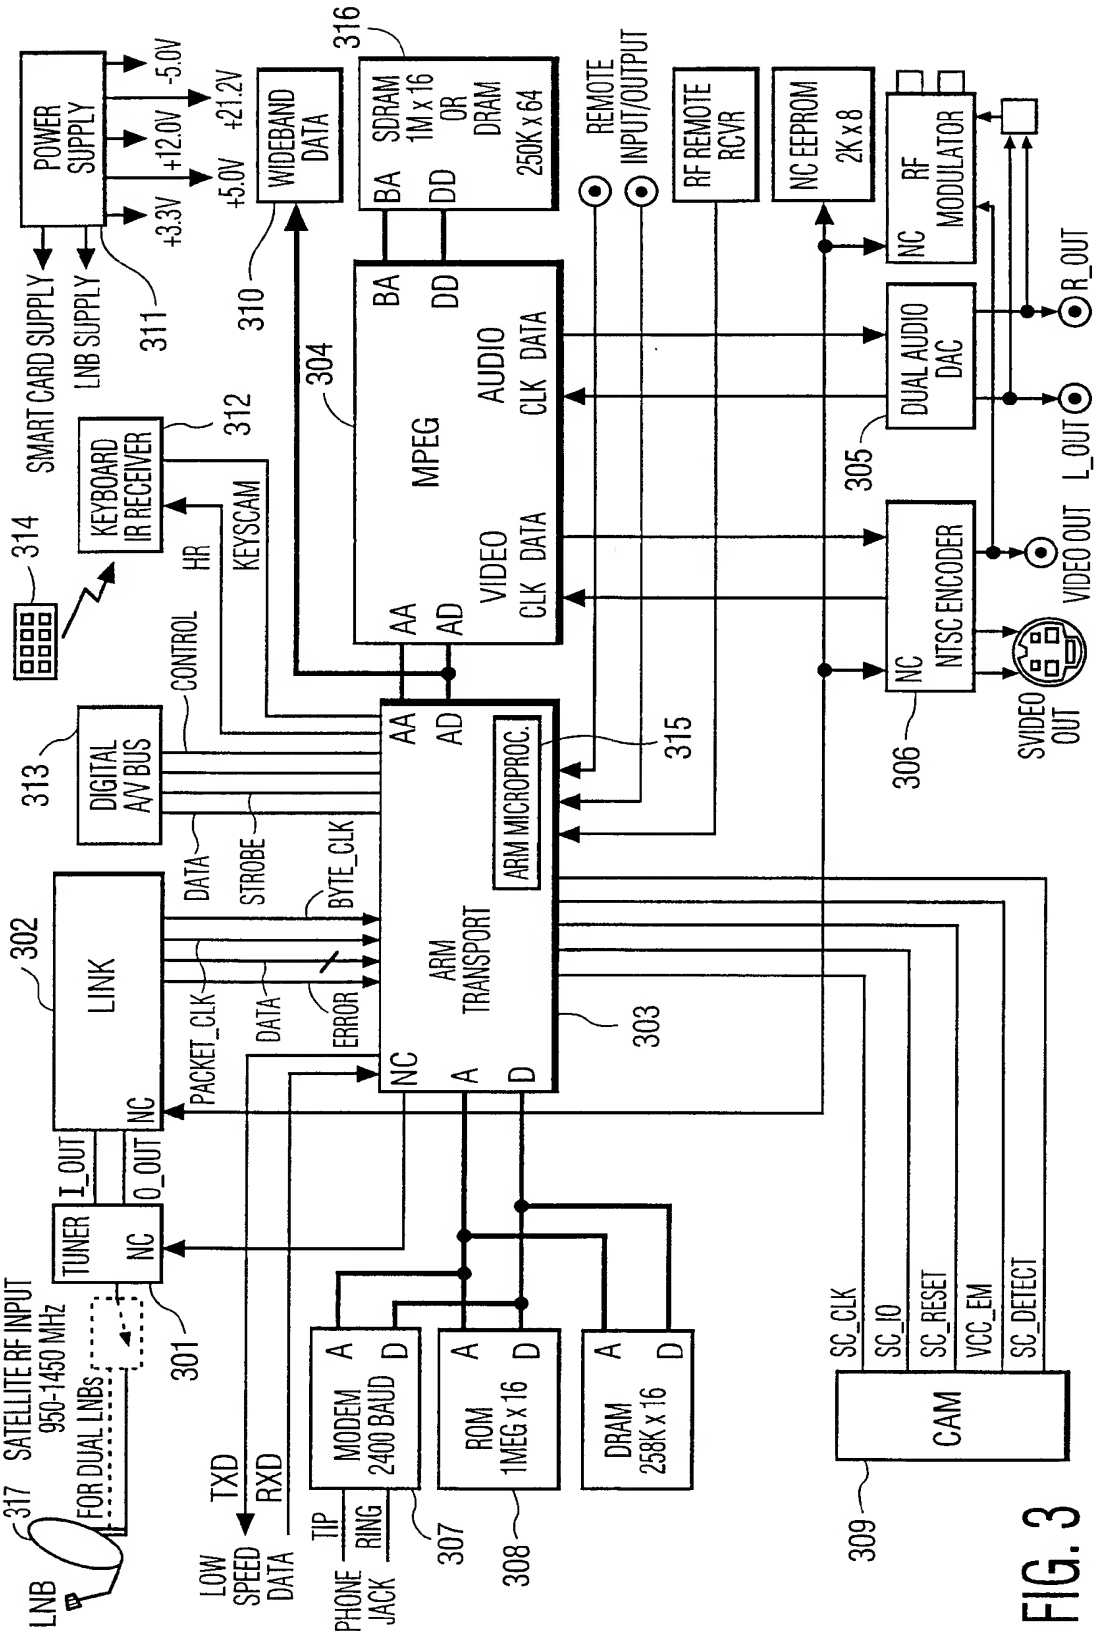 LNB
317
SATELLITE RF INPUT
950-1450 MHz
FOR DUAL LNBs
301
TUNER
NC
I_OUT
O_OUT
302
LINK
NC
PACKET_CLK
DATA
ERROR
BYTE_CLK
313
DIGITAL
A/V BUS
DATA
STROBE
CONTROL
314
KEYBOARD
IR RECEIVER
312
HR
KEYSCAM
SMART CARD SUPPLY
LNB SUPPLY
311
POWER
SUPPLY
+3.3V
+5.0V
+12.0V
+21.2V
-5.0V
310
WIDEBAND
DATA
LOW
SPEED
DATA
TXD
RXD
NC
A
D
ARM
TRANSPORT
303
AA
AD
ARM MICROPROC.
315
304
AA
AD
MPEG
VIDEO
CLK DATA
AUDIO
CLK DATA
BA
DD
316
BA
DD
SDRAM
1M x 16
OR
DRAM
250K x 64
PHONE
JACK
TIP
RING
307
MODEM
2400 BAUD
A
D
308
ROM
1MEG x 16
A
D
DRAM
258K x 16
A
D
REMOTE
INPUT/OUTPUT
RF REMOTE
RCVR
NC EEPROM
2K x 8
309
CAM
SC_CLK
SC_IO
SC_RESET
VCC_EM
SC_DETECT
306
NC
NTSC ENCODER
SVIDEO
OUT
VIDEO OUT
305
DUAL AUDIO
DAC
L_OUT
R_OUT
NC
RF
MODULATOR
FIG. 3